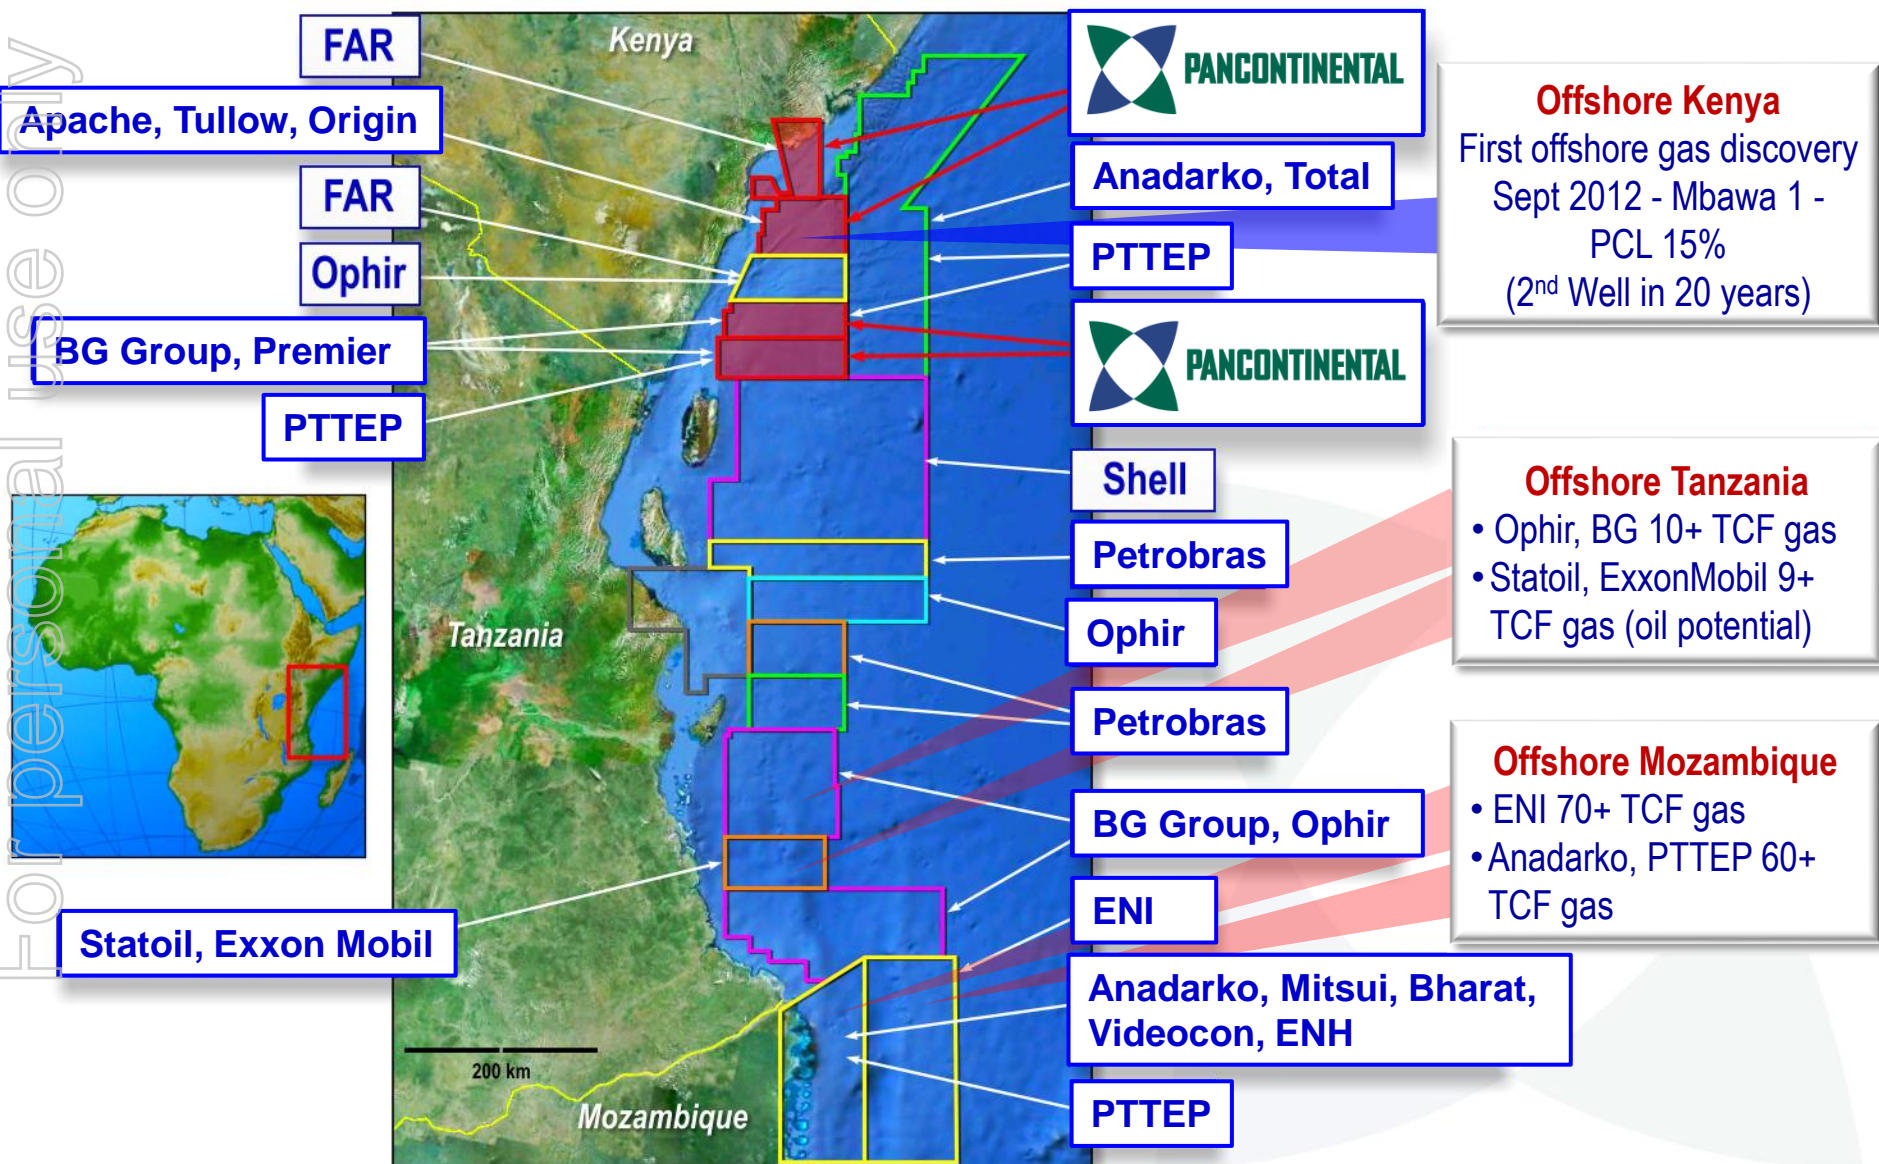 For personal use only
FAR
Apache, Tullow, Origin
FAR
Ophir
BG Group, Premier
PTTEP
Statoil, Exxon Mobil
Kenya
Tanzania
Mozambique
200 km
PANCONTINENTAL
Anadarko, Total
PTTEP
PANCONTINENTAL
Shell
Petrobras
Ophir
Petrobras
BG Group, Ophir
ENI
Anadarko, Mitsui, Bharat,
Videocon, ENH
PTTEP
Offshore Kenya
First offshore gas discovery
Sept 2012 - Mbawa 1 -
PCL 15%
(2nd Well in 20 years)
Offshore Tanzania
• Ophir, BG 10+ TCF gas
• Statoil, ExxonMobil 9+
TCF gas (oil potential)
Offshore Mozambique
• ENI 70+ TCF gas
• Anadarko, PTTEP 60+
TCF gas